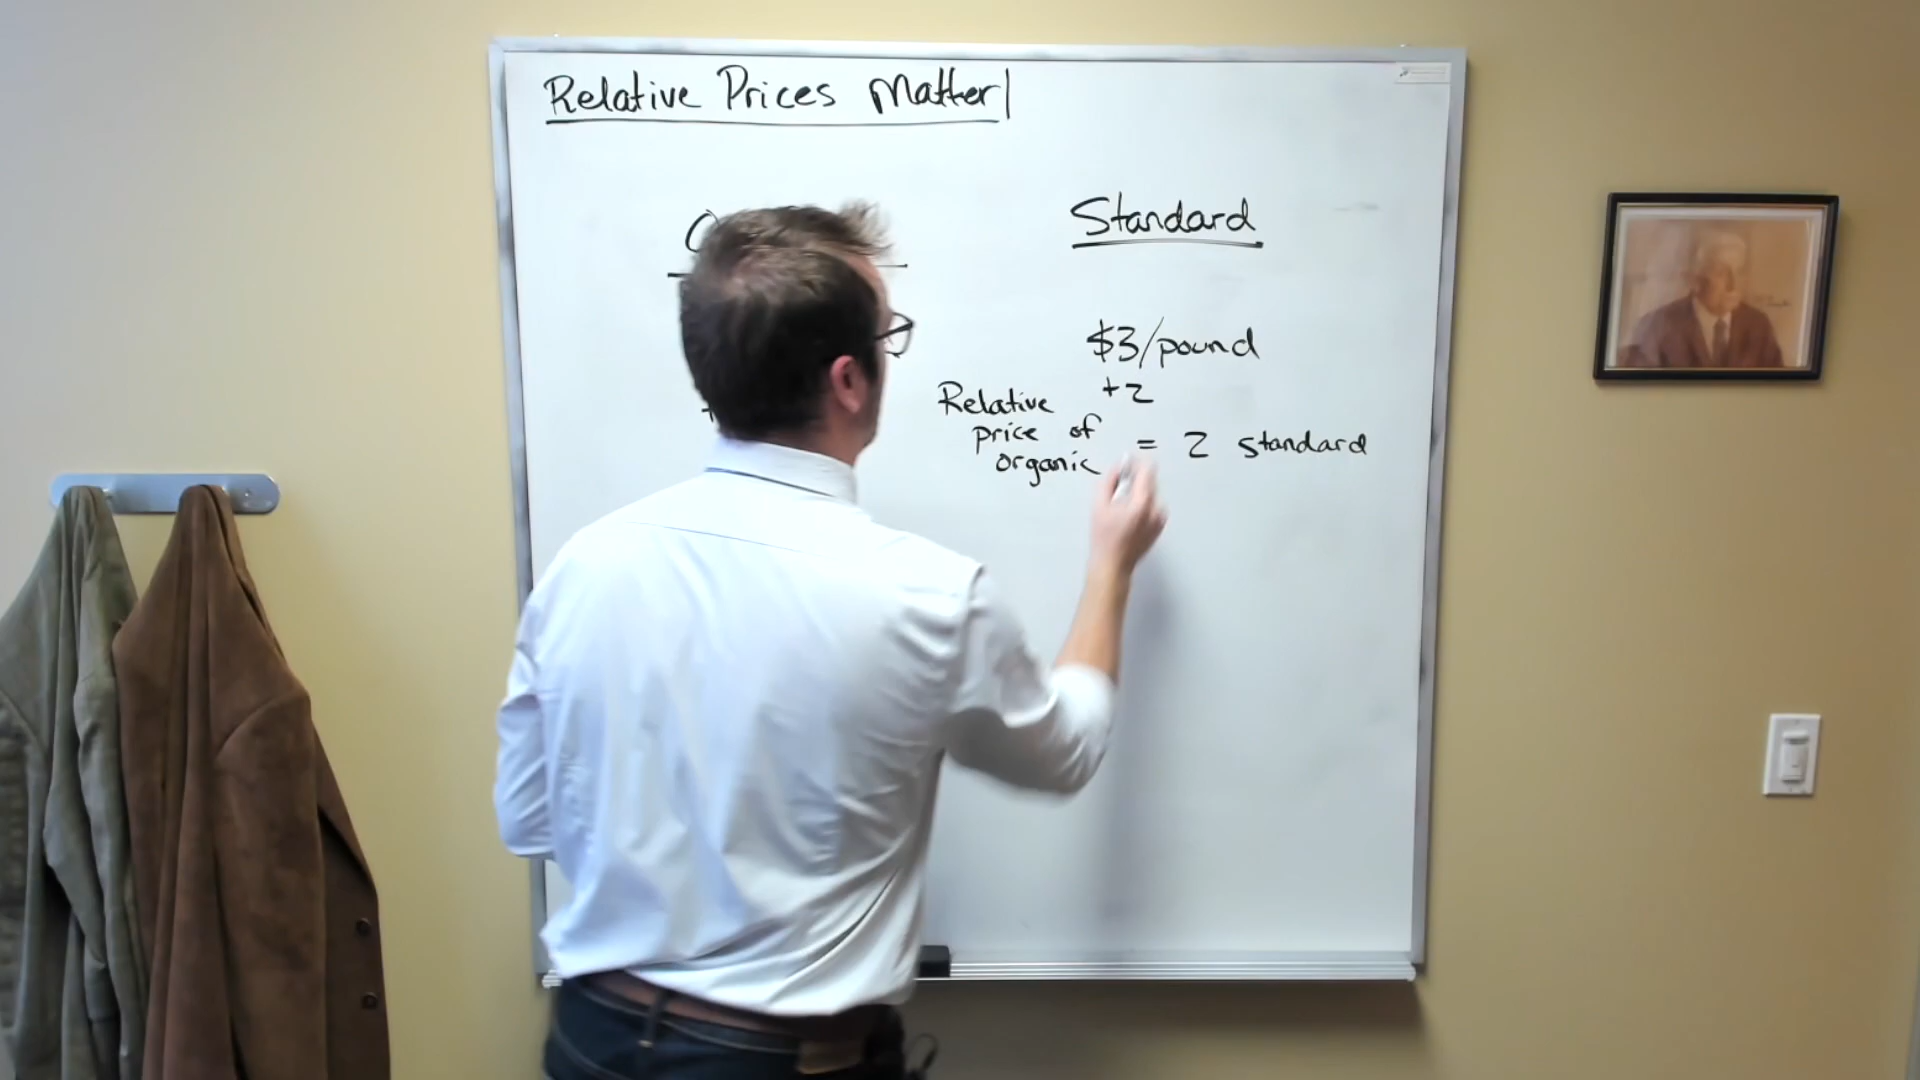 Relative Prices Matter
Standard
$3/pound
+2
Relative
price of
organic = 2 standard